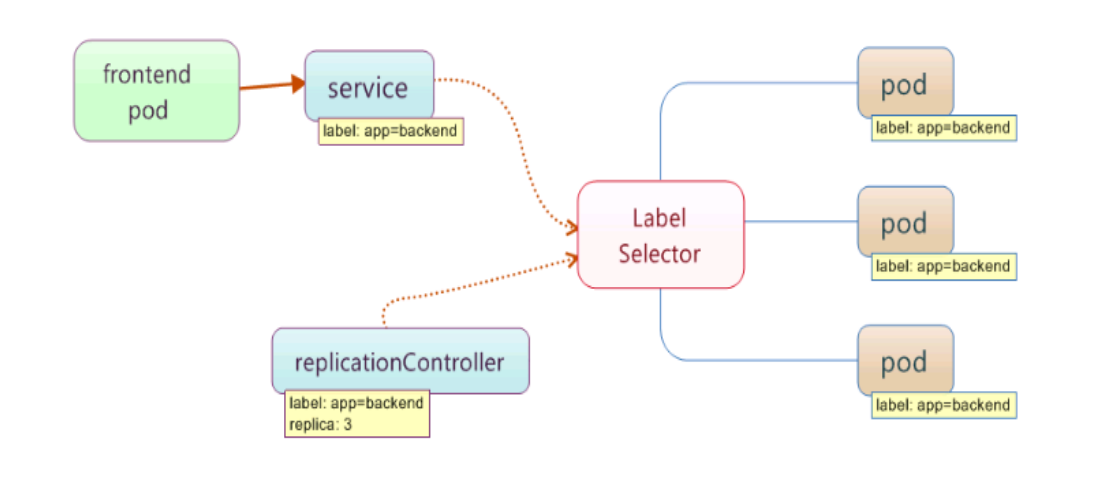 frontend
pod
service
label: app=backend
pod
label: app=backend
Label
Selector
pod
label: app=backend
replicationController
label: app=backend
replica: 3
pod
label: app=backend